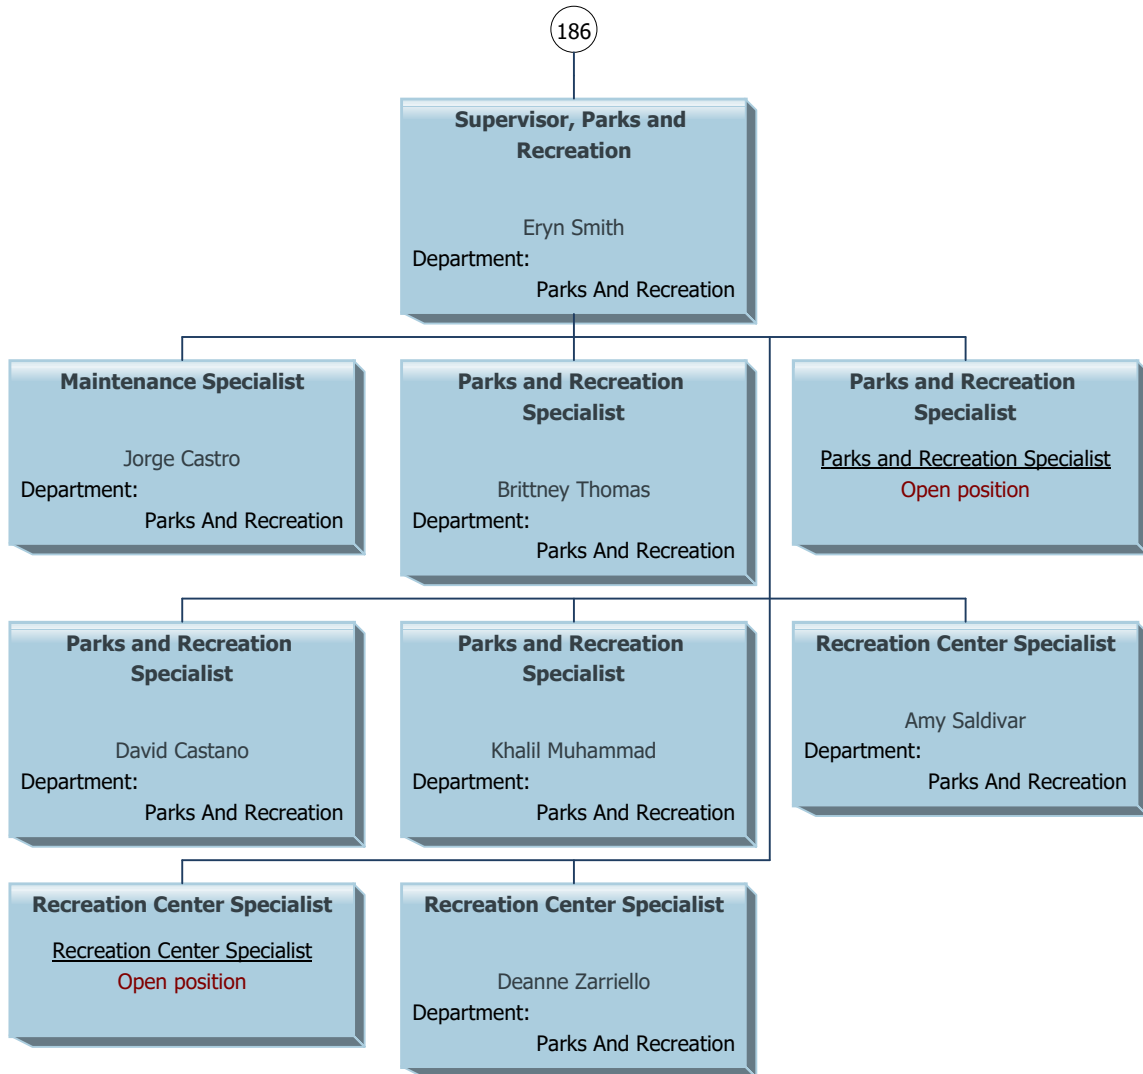 186
Supervisor, Parks and
Recreation
Eryn Smith
Department:
Parks And Recreation
Maintenance Specialist
Jorge Castro
Department:
Parks And Recreation
Parks and Recreation
Specialist
Brittney Thomas
Department:
Parks And Recreation
Parks and Recreation
Specialist
Parks and Recreation Specialist
Open position
Parks and Recreation
Specialist
David Castano
Department:
Parks And Recreation
Parks and Recreation
Specialist
Khalil Muhammad
Department:
Parks And Recreation
Recreation Center Specialist
Amy Saldivar
Department:
Parks And Recreation
Recreation Center Specialist
Recreation Center Specialist
Open position
Recreation Center Specialist
Deanne Zarriello
Department:
Parks And Recreation